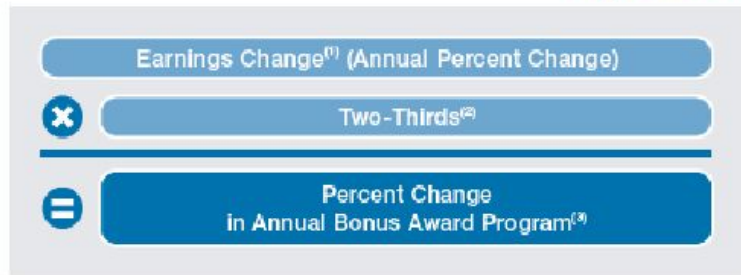 Earnings Change⁽¹⁾ (Annual Percent Change)
× Two-Thirds⁽²⁾
= Percent Change
in Annual Bonus Award Program⁽³⁾